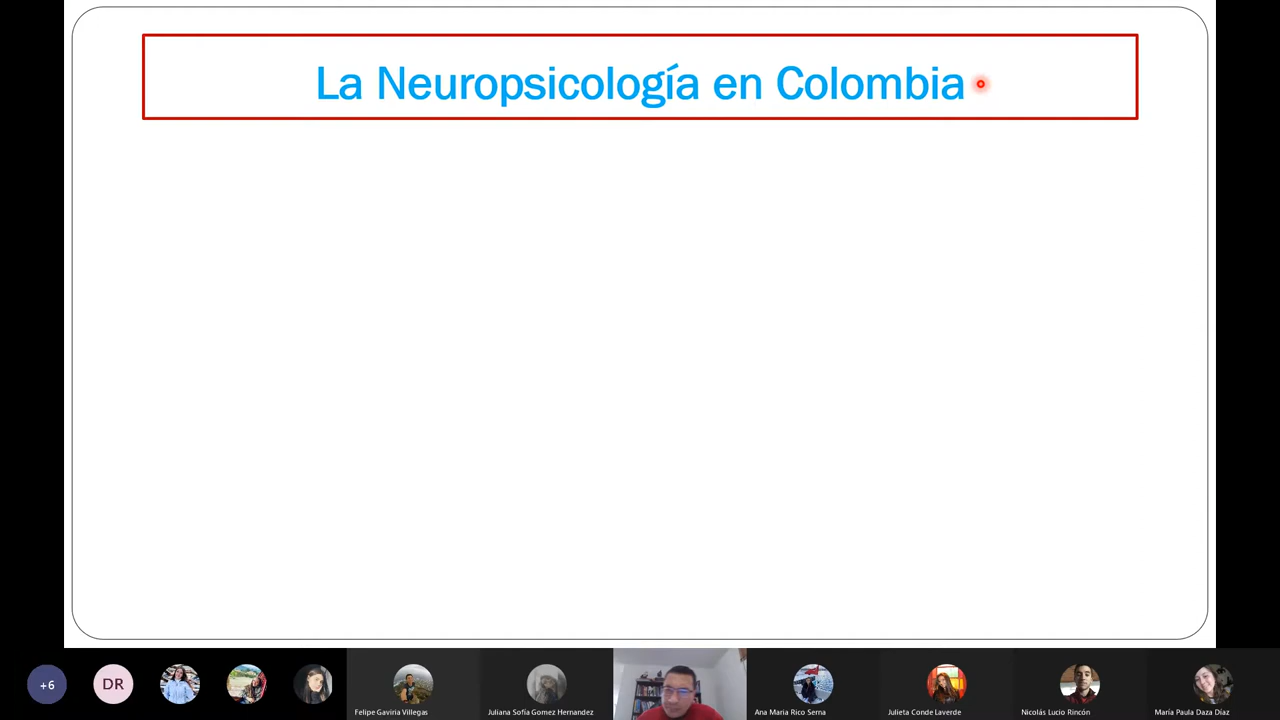 La Neuropsicología en Colombia
+6
DR
Felipe Gaviria Villegas
Juliana Sofía Gomez Hernandez
Ana Maria Rico Serna
Julieta Conde Laverde
Nicolás Lucio Rincón
María Paula Daza Díaz